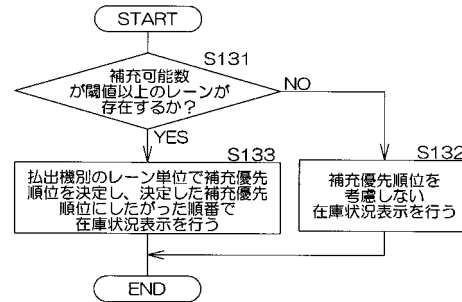 START
S131
補充可能数
が閾値以上のレーンが
存在するか?
NO
YES
S133
払出機別のレーン単位で補充優先
順位を決定し、決定した補充優先
順位にしたがった順番で
在庫状況表示を行う
S132
補充優先順位を
考慮しない
在庫状況表示を行う
END